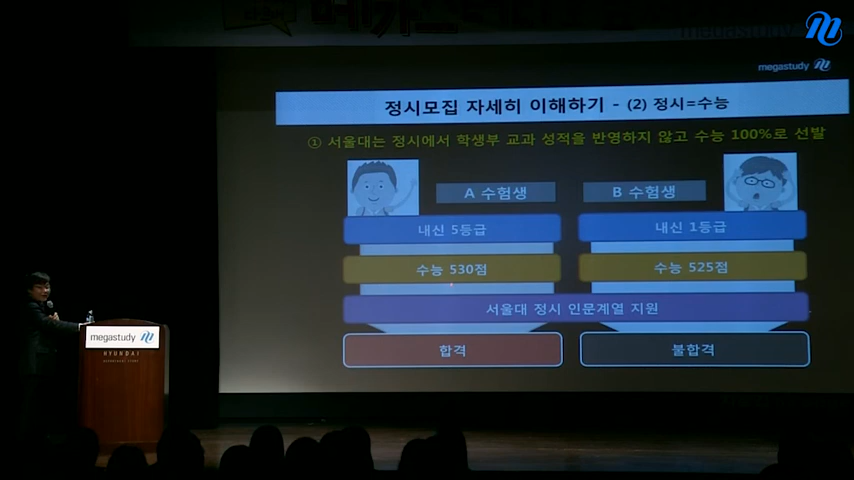 megastudy
megastudy
정시모집 자세히 이해하기 - (2) 정시=수능
① 서울대는 정시에서 학생부 교과 성적을 반영하지 않고 수능 100%로 선발
A 수험생
B 수험생
내신 5등급
내신 1등급
수능 530점
수능 525점
서울대 정시 인문계열 지원
합격
불합격
megastudy
HYUNDAI